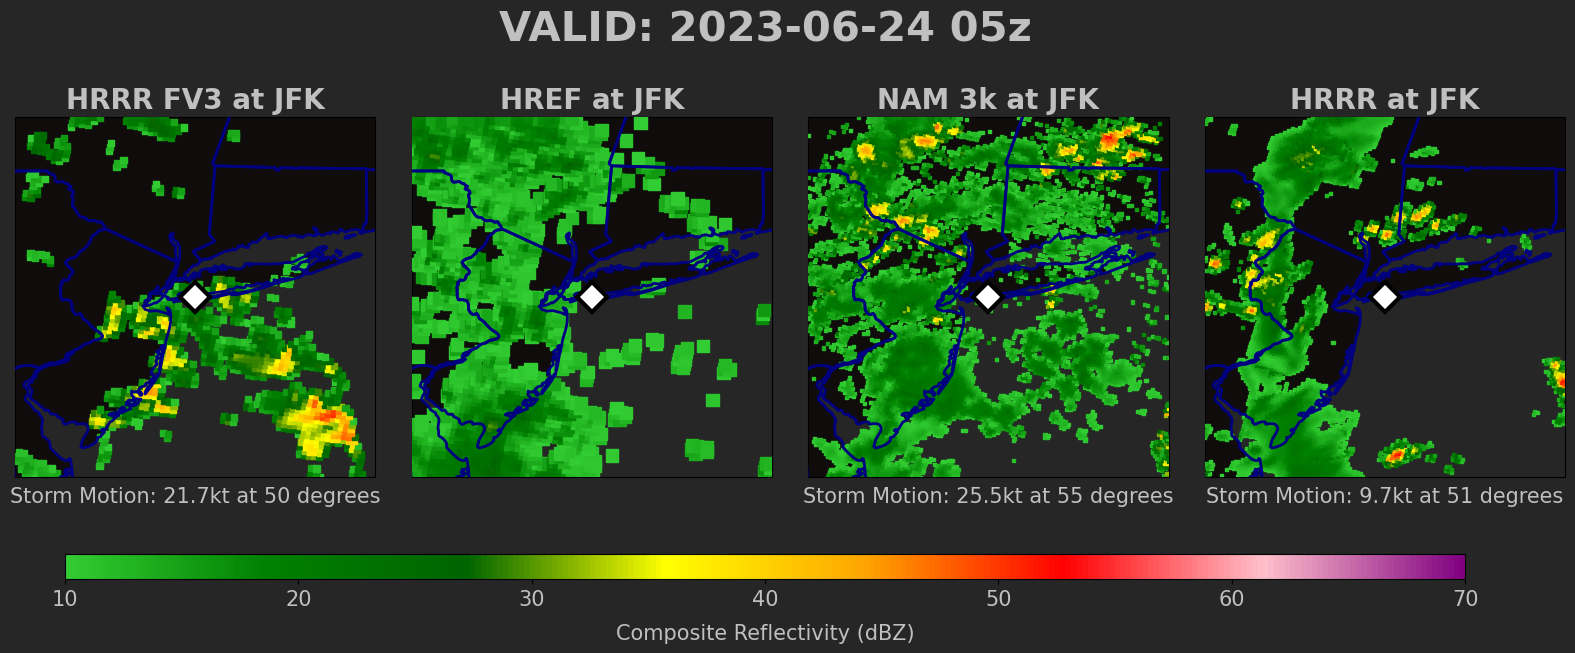 VALID: 2023-06-24 05z
HRRR FV3 at JFK
HREF at JFK
NAM 3k at JFK
HRRR at JFK
Storm Motion: 21.7kt at 50 degrees
Storm Motion: 25.5kt at 55 degrees
Storm Motion: 9.7kt at 51 degrees
10 20 30 40 50 60 70
Composite Reflectivity (dBZ)